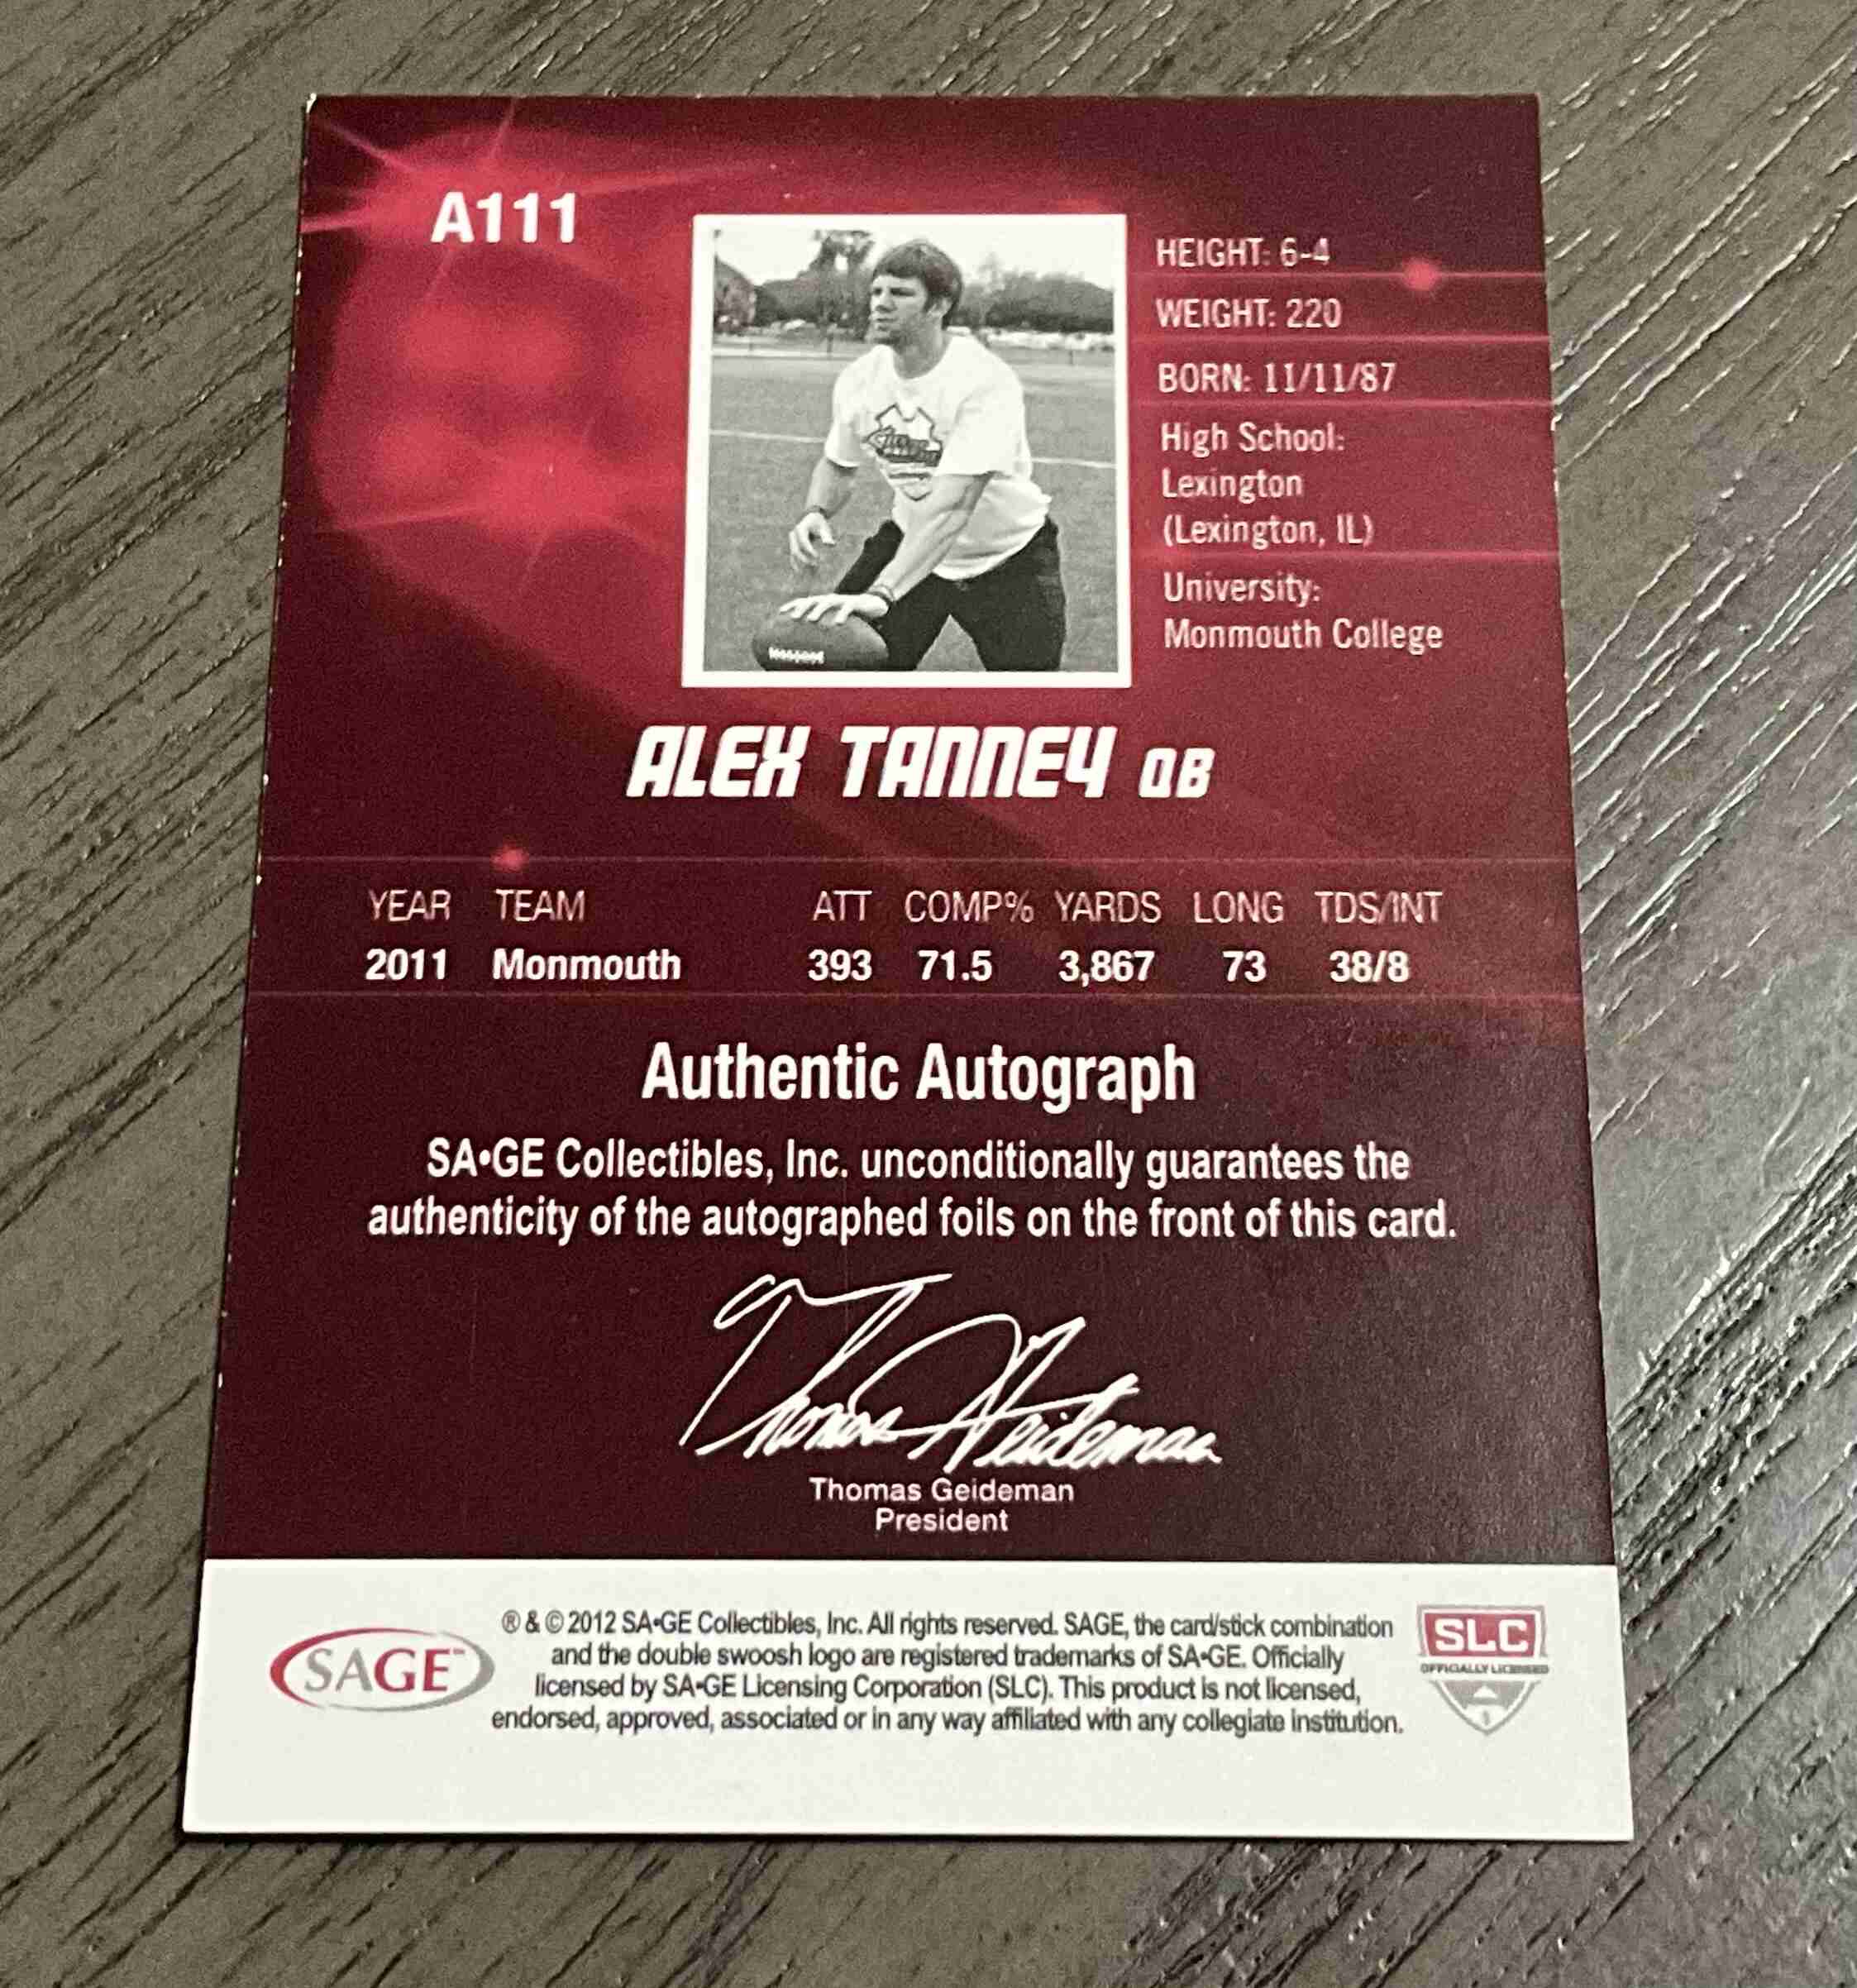 A111
HEIGHT: 6-4
WEIGHT: 220
BORN: 11/11/87
High School:
Lexington
(Lexington, IL)
University:
Monmouth College
ALEX TANNEY QB
YEAR TEAM ATT COMP% YARDS LONG TDS/INT
2011 Monmouth 393 71.5 3,867 73 38/8
Authentic Autograph
SA•GE Collectibles, Inc. unconditionally guarantees the
authenticity of the autographed foils on the front of this card.
Thomas Geideman
Thomas Geideman
President
SAGE™
® & © 2012 SA•GE Collectibles, Inc. All rights reserved. SAGE, the card/stick combination
and the double swoosh logo are registered trademarks of SA•GE. Officially
licensed by SA•GE Licensing Corporation (SLC). This product is not licensed,
endorsed, approved, associated or in any way affiliated with any collegiate institution.
SLC
OFFICIALLY LICENSED